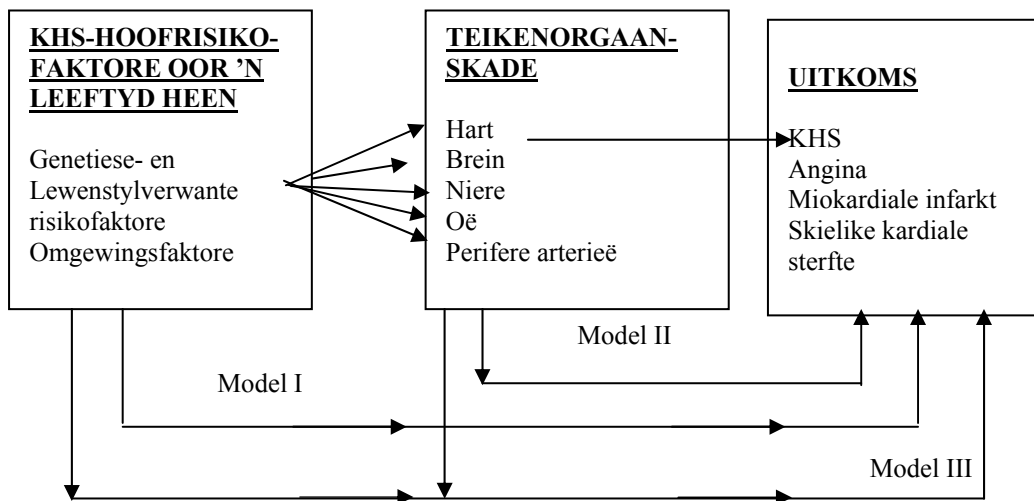 KHS-HOOFRISIKO-
FAKTORE OOR ’N
LEEFTYD HEEN
Genetiese- en
Lewenstylverwante
risikofaktore
Omgewingsfaktore
TEIKENORGAAN-
SKADE
Hart
Brein
Niere
Oë
Perifere arterieë
UITKOMS
KHS
Angina
Miokardiale infarkt
Skielike kardiale
sterfte
Model II
Model I
Model III